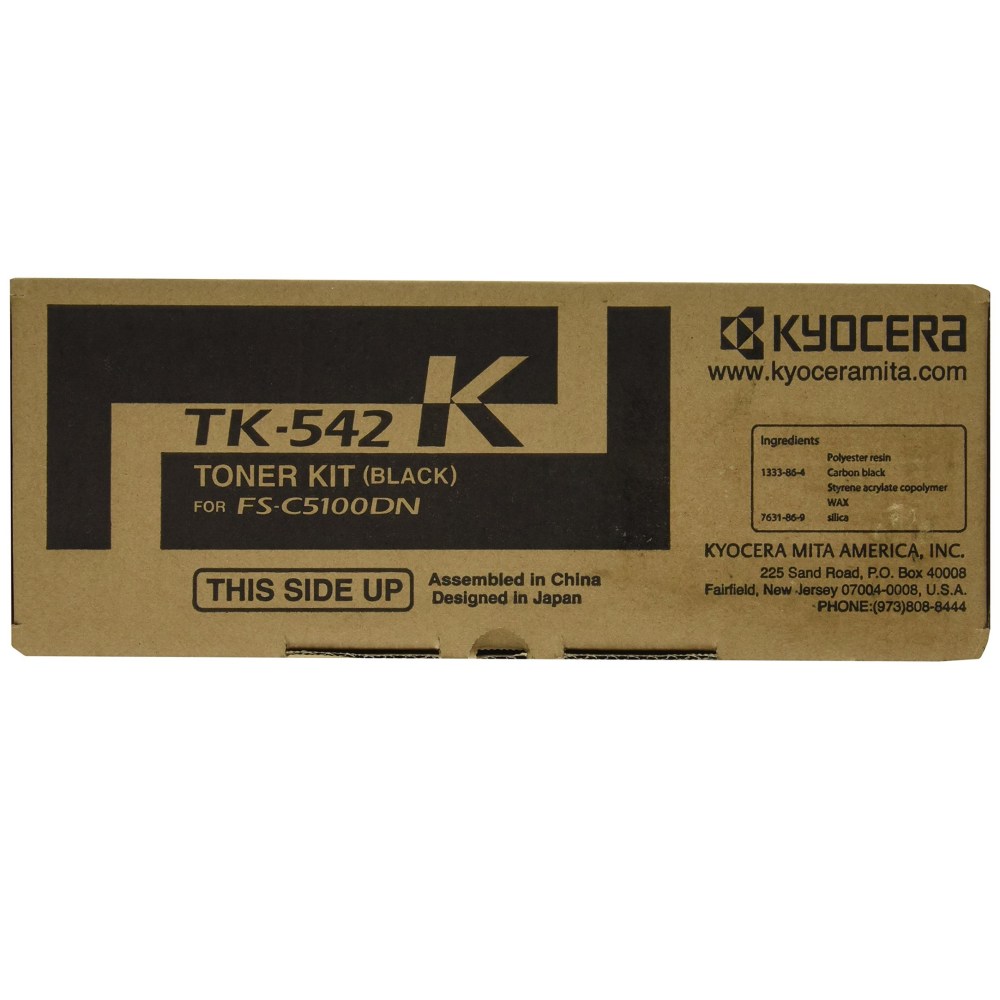 TK-542 K
TONER KIT (BLACK)
FOR FS-C5100DN
THIS SIDE UP
Assembled in China
Designed in Japan
KYOCERA
www.kyoceramita.com
Ingredients
Polyester resin
1333-86-4 Carbon black
Styrene acrylate copolymer
WAX
7631-86-9 silica
KYOCERA MITA AMERICA, INC.
225 Sand Road, P.O. Box 40008
Fairfield, New Jersey 07004-0008, U.S.A.
PHONE:(973)808-8444